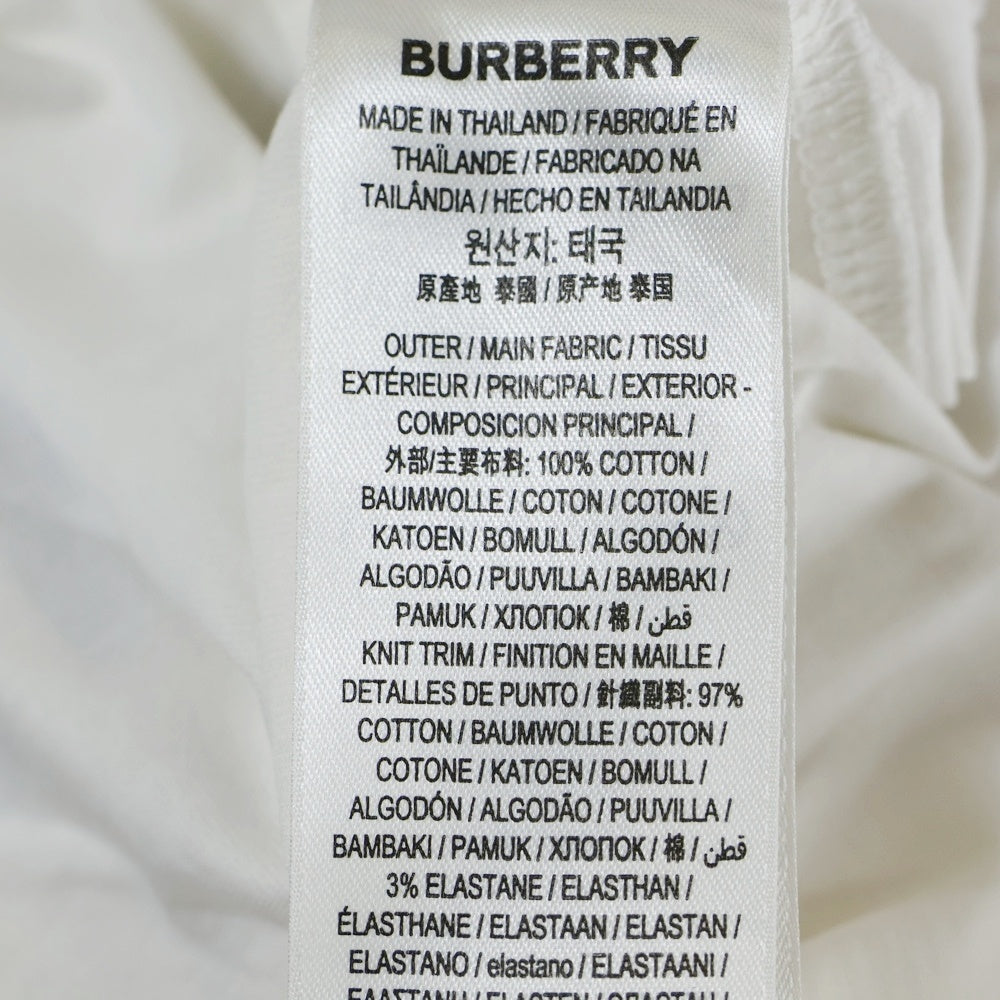 BURBERRY
MADE IN THAILAND / FABRIQUÉ EN
THAÏLANDE / FABRICADO NA
TAILÂNDIA / HECHO EN TAILANDIA
원산지: 태국
原產地 泰國 / 原产地 泰国
OUTER / MAIN FABRIC / TISSU
EXTÉRIEUR / PRINCIPAL / EXTERIOR -
COMPOSICION PRINCIPAL /
外部/主要布料: 100% COTTON /
BAUMWOLLE / COTON / COTONE /
KATOEN / BOMULL / ALGODÓN /
ALGODÃO / PUUVILLA / BAMBAKI /
PAMUK / ХЛОПОК / 棉 / قطن
KNIT TRIM / FINITION EN MAILLE /
DETALLES DE PUNTO / 針織副料: 97%
COTTON / BAUMWOLLE / COTON /
COTONE / KATOEN / BOMULL /
ALGODÓN / ALGODÃO / PUUVILLA /
BAMBAKI / PAMUK / ХЛОПОК / 棉 / قطن
3% ELASTANE / ELASTHAN /
ÉLASTHANE / ELASTAAN / ELASTAN /
ELASTANO / elastano / ELASTAANI /